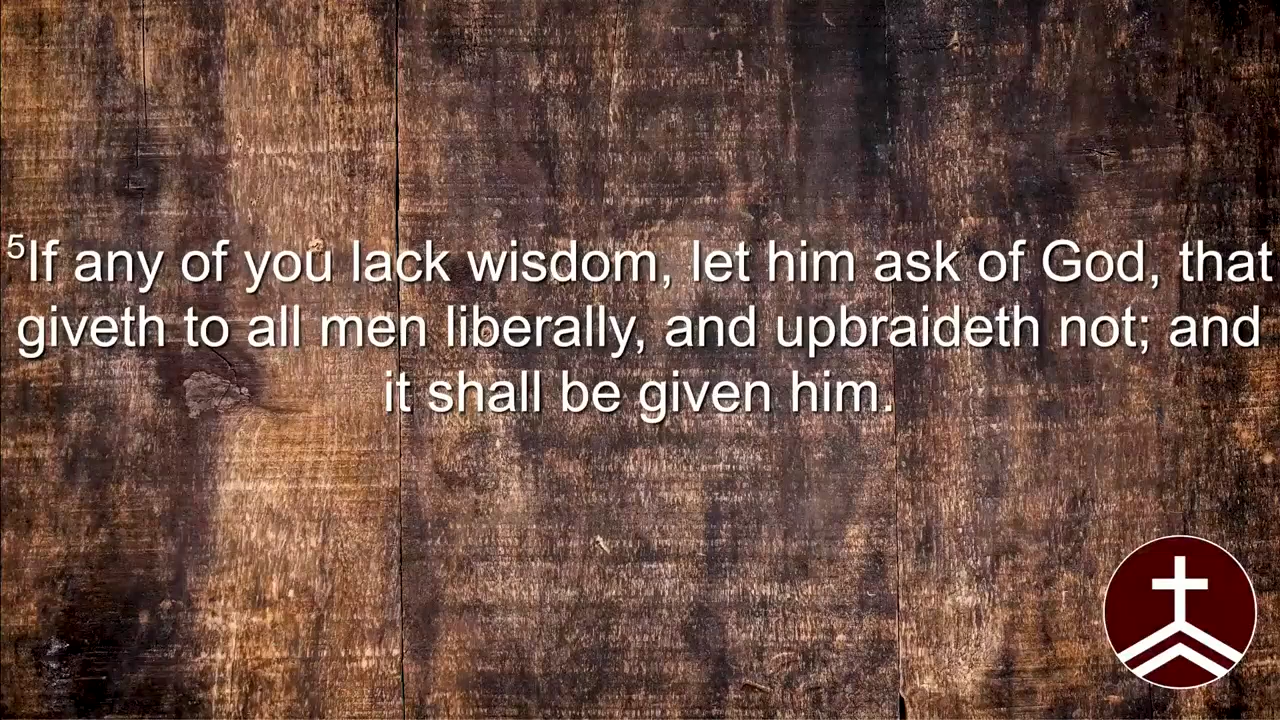 ⁵If any of you lack wisdom, let him ask of God, that
giveth to all men liberally, and upbraideth not; and
it shall be given him.